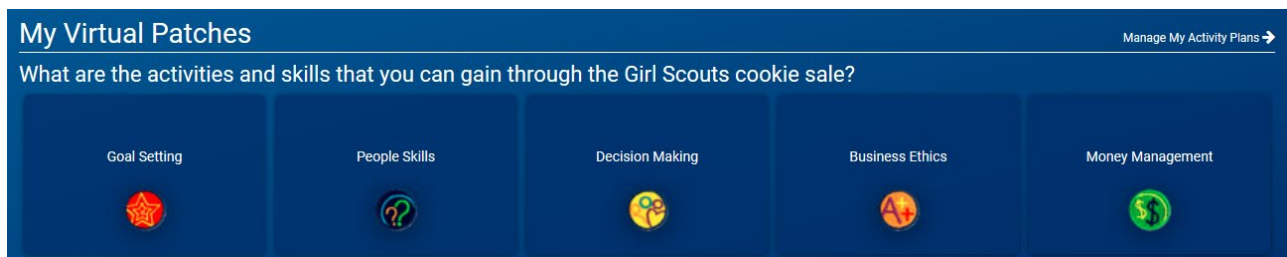 My Virtual Patches
Manage My Activity Plans
What are the activities and skills that you can gain through the Girl Scouts cookie sale?
Goal Setting
People Skills
Decision Making
Business Ethics
Money Management
??
A+
$$